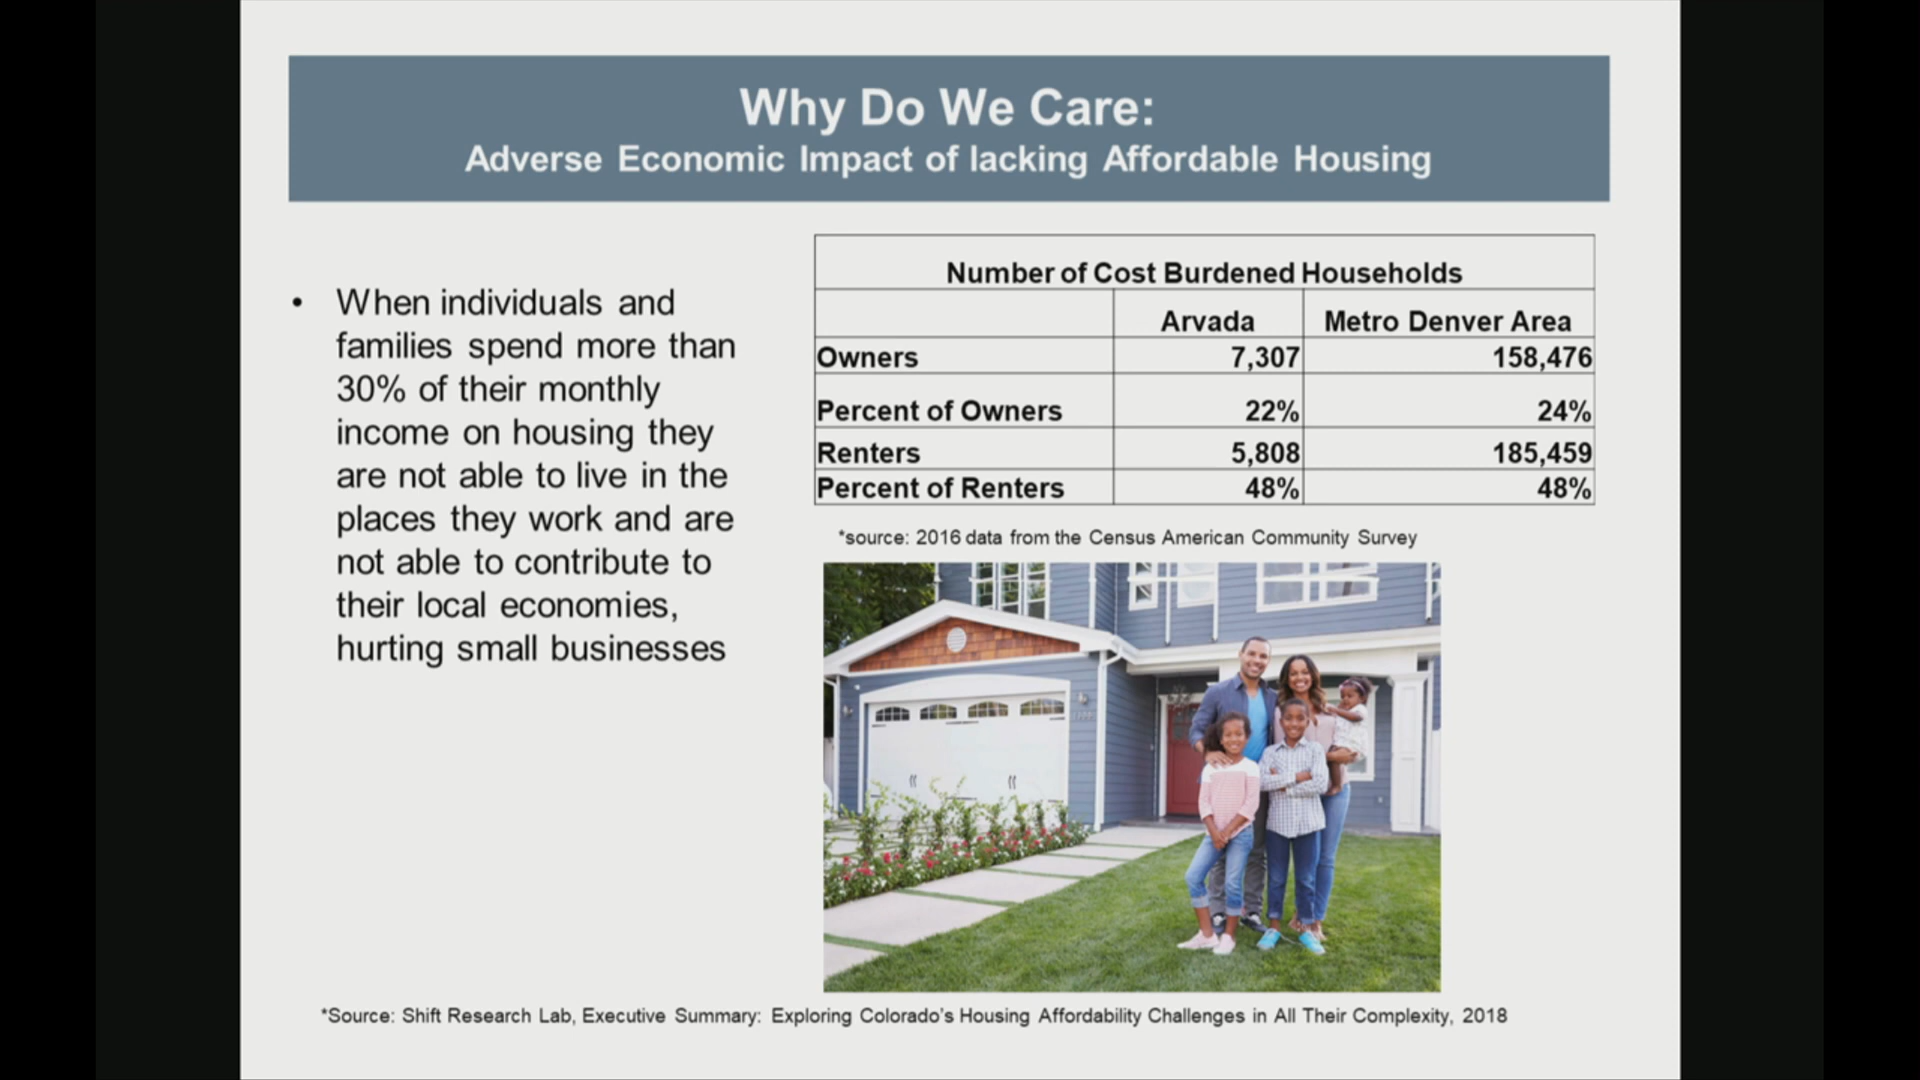 Why Do We Care:
Adverse Economic Impact of lacking Affordable Housing
• When individuals and
families spend more than
30% of their monthly
income on housing they
are not able to live in the
places they work and are
not able to contribute to
their local economies,
hurting small businesses
Number of Cost Burdened Households
Arvada Metro Denver Area
Owners 7,307 158,476
Percent of Owners 22% 24%
Renters 5,808 185,459
Percent of Renters 48% 48%
*source: 2016 data from the Census American Community Survey
*Source: Shift Research Lab, Executive Summary: Exploring Colorado's Housing Affordability Challenges in All Their Complexity, 2018